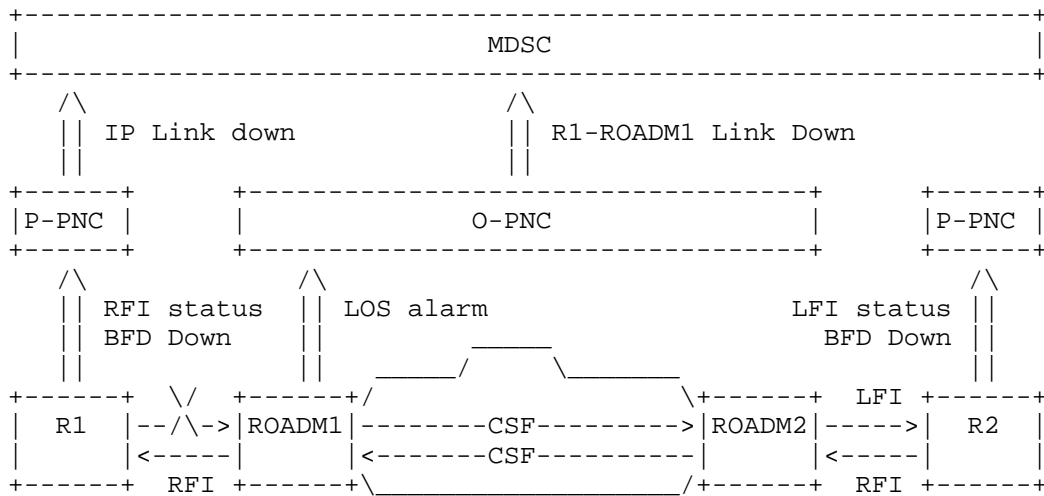 MDSC
IP Link down R1-ROADM1 Link Down
P-PNC O-PNC P-PNC
RFI status LOS alarm LFI status
BFD Down BFD Down
LFI
R1 ROADM1 CSF ROADM2 R2
CSF
RFI RFI